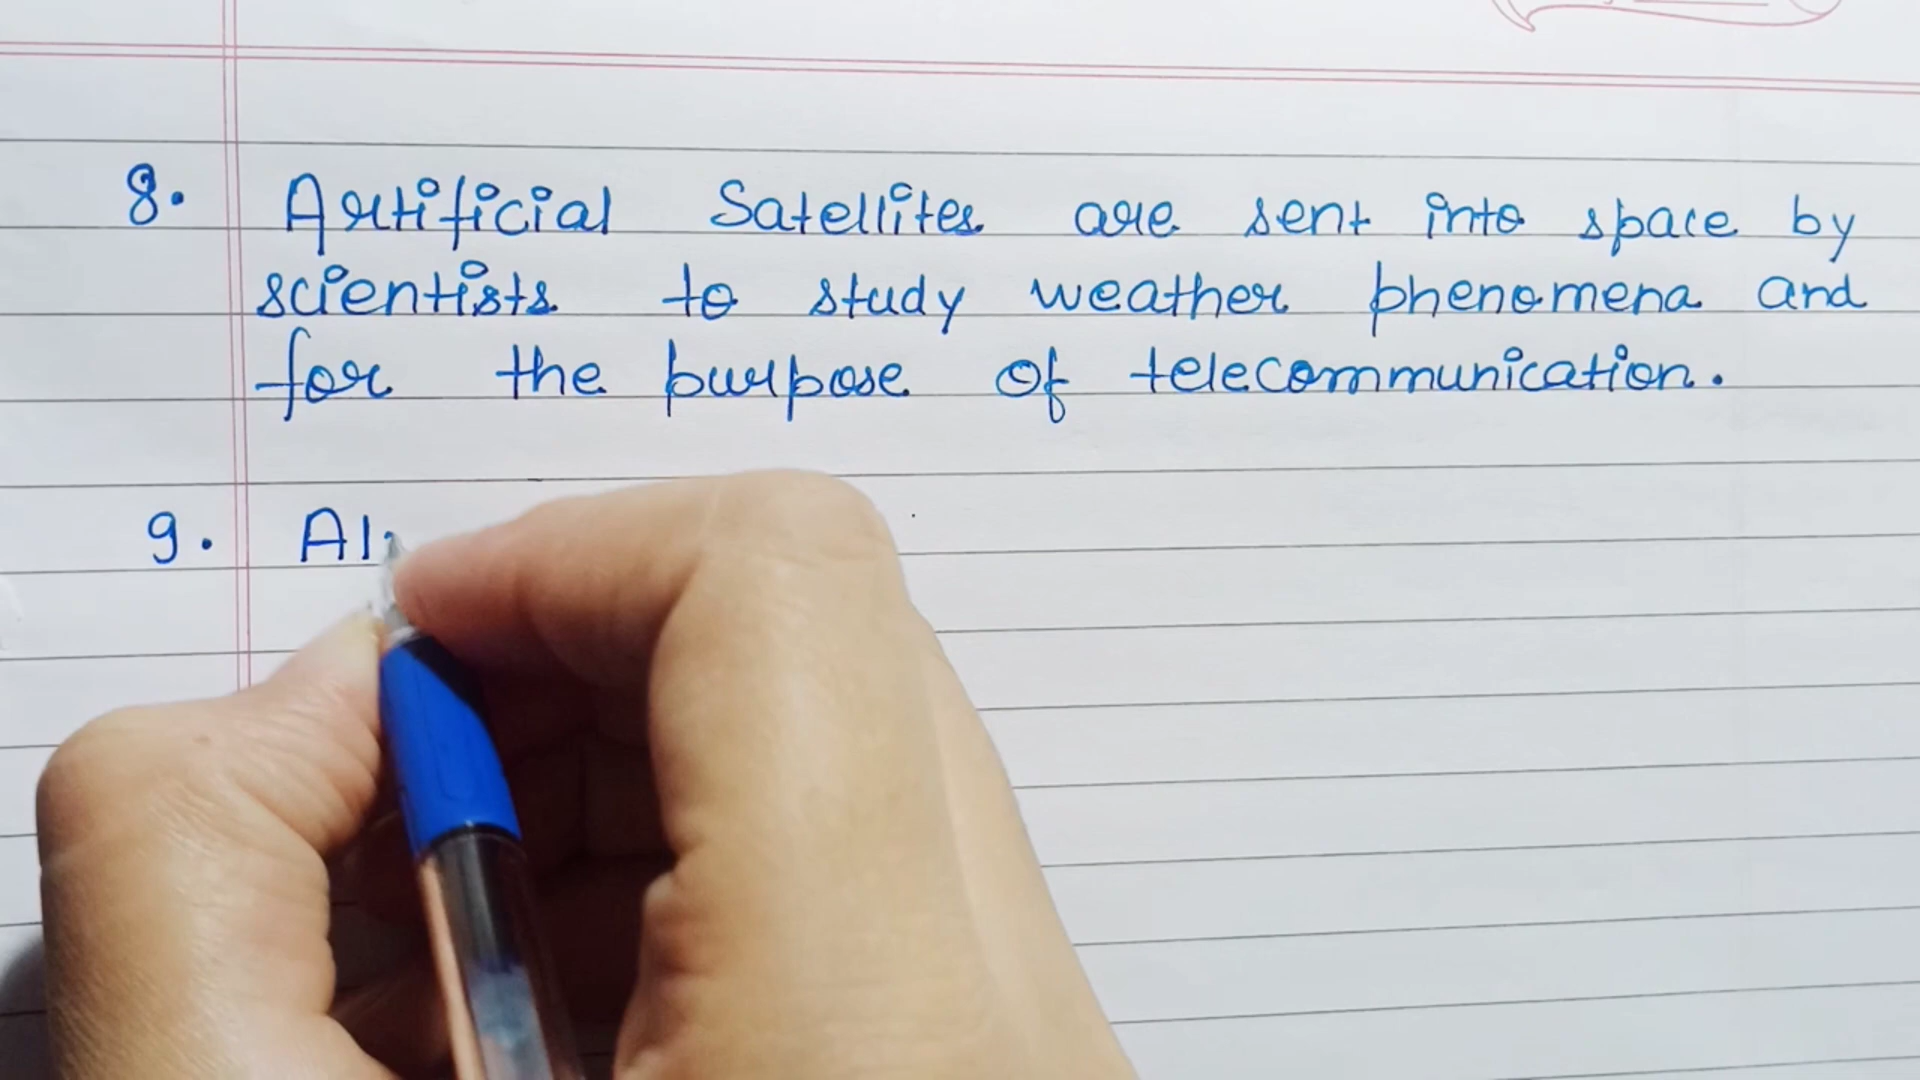 8. Artificial Satellites are sent into space by
scientists to study weather phenomena and
for the purpose of telecommunication.
9.